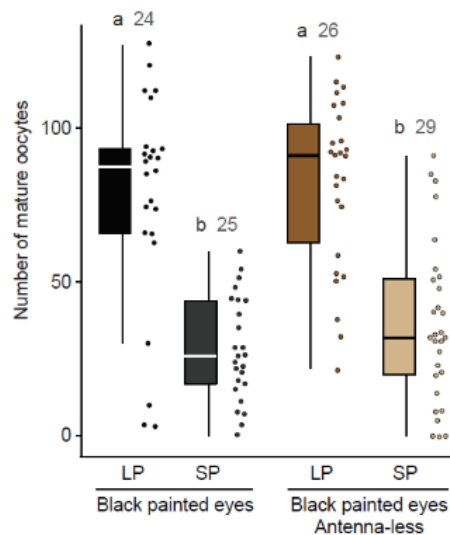 Number of mature oocytes
100
50
0
a 24
b 25
a 26
b 29
LP SP LP SP
Black painted eyes Black painted eyes
Antenna-less